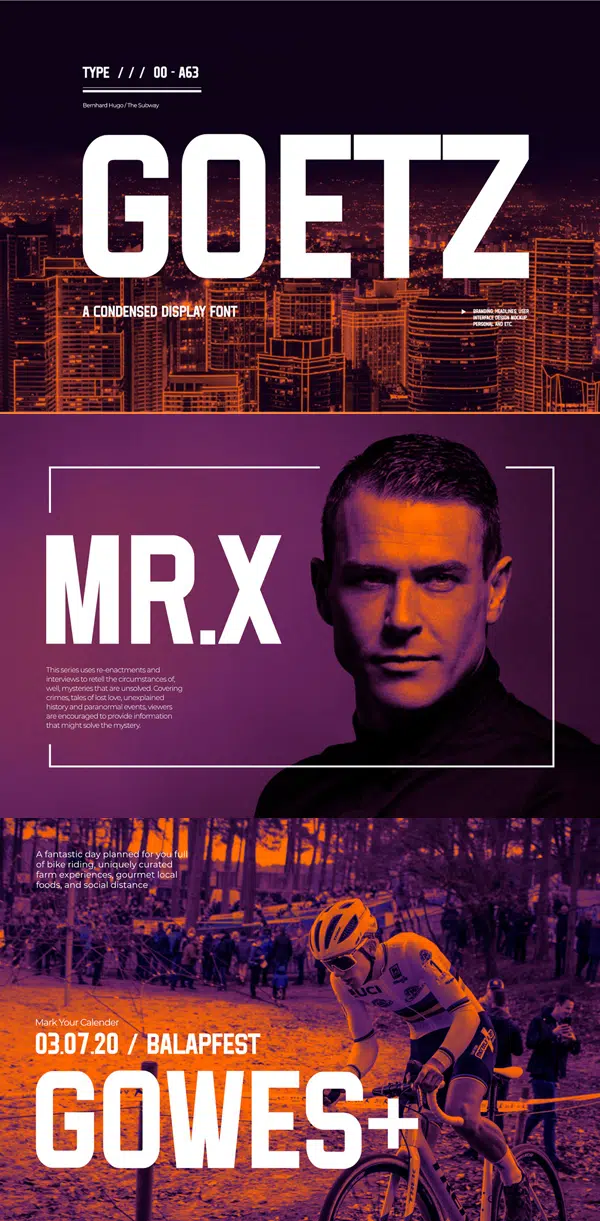 TYPE /// 00 - A63
Bernhard Hugo / The Subway
GOETZ
A CONDENSED DISPLAY FONT
BRANDING, HEADLINES, USER
INTERFACE DESIGN MOCKUP,
PERSONAL AND ETC.
MR.X
This series uses re-enactments and
interviews to retell the circumstances of,
well, mysteries that are unsolved. Covering
crimes, tales of lost love, unexplained
history and paranormal events, viewers
are encouraged to provide information
that might solve the mystery.
A fantastic day planned for you full
of bike riding, uniquely curated
farm experiences, gourmet local
foods, and social distance
UCI
Mark Your Calender
03.07.20 / BALAPFEST
GOWES+